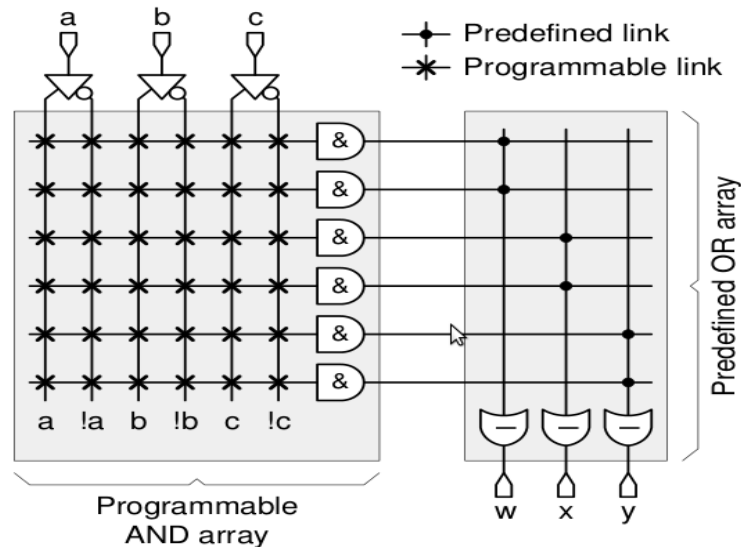 a b c
Predefined link
Programmable link
&
&
&
&
&
&
a !a b !b c !c
Predefined OR array
w x y
Programmable
AND array